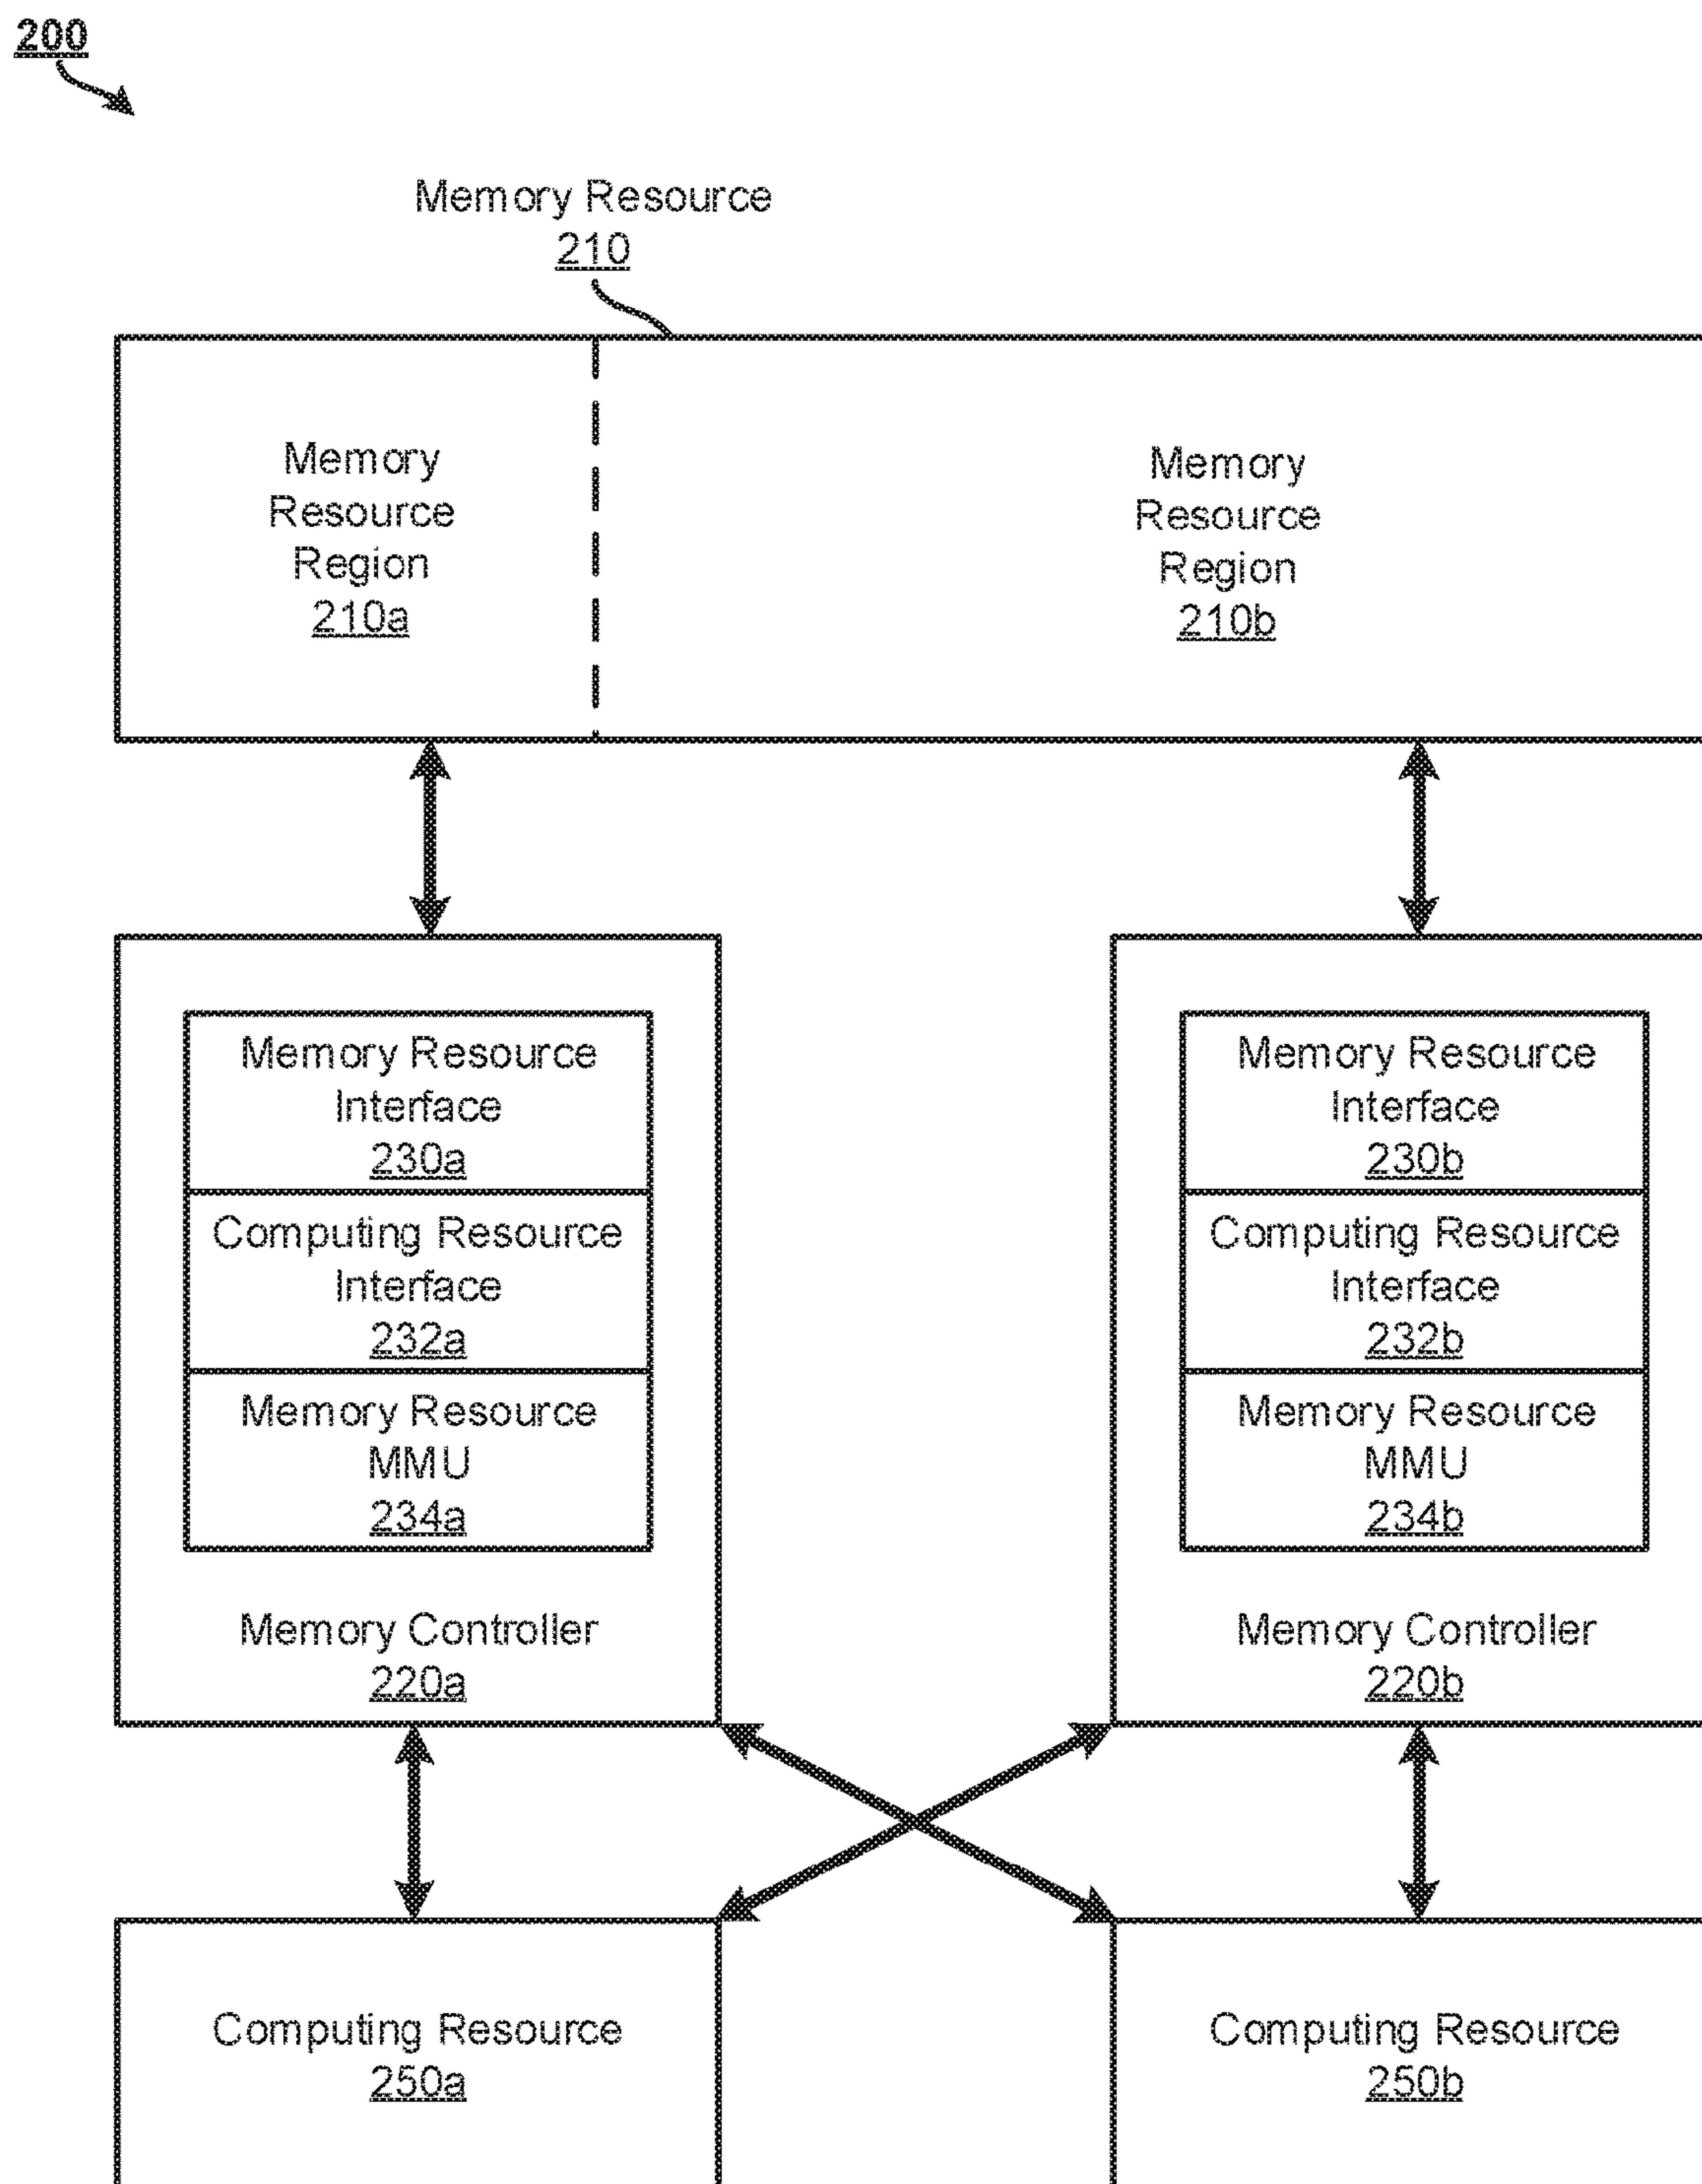 200
Memory Resource
210
Memory
Resource
Region
210a
Memory
Resource
Region
210b
Memory Resource
Interface
230a
Computing Resource
Interface
232a
Memory Resource
MMU
234a
Memory Controller
220a
Memory Resource
Interface
230b
Computing Resource
Interface
232b
Memory Resource
MMU
234b
Memory Controller
220b
Computing Resource
250a
Computing Resource
250b